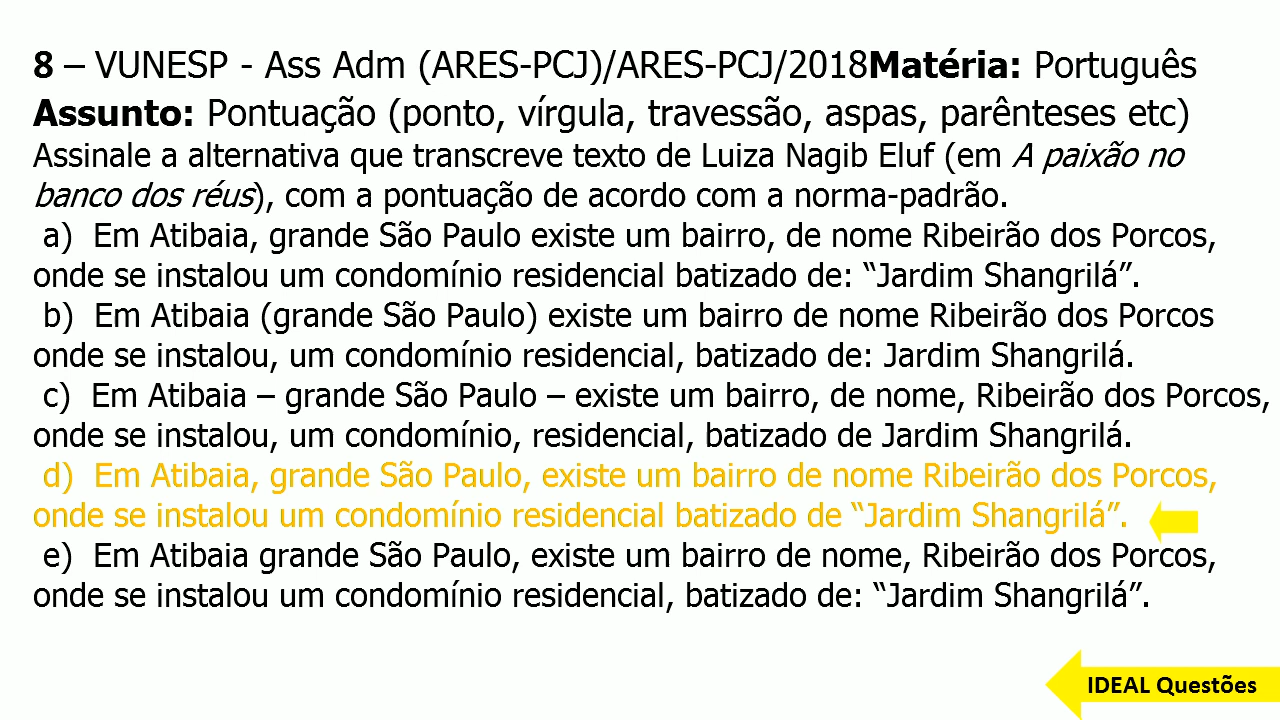 8 – VUNESP - Ass Adm (ARES-PCJ)/ARES-PCJ/2018Matéria: Português
Assunto: Pontuação (ponto, vírgula, travessão, aspas, parênteses etc)
Assinale a alternativa que transcreve texto de Luiza Nagib Eluf (em A paixão no
banco dos réus), com a pontuação de acordo com a norma-padrão.
a) Em Atibaia, grande São Paulo existe um bairro, de nome Ribeirão dos Porcos,
onde se instalou um condomínio residencial batizado de: “Jardim Shangrilá”.
b) Em Atibaia (grande São Paulo) existe um bairro de nome Ribeirão dos Porcos
onde se instalou, um condomínio residencial, batizado de: Jardim Shangrilá.
c) Em Atibaia – grande São Paulo – existe um bairro, de nome, Ribeirão dos Porcos,
onde se instalou, um condomínio, residencial, batizado de Jardim Shangrilá.
d) Em Atibaia, grande São Paulo, existe um bairro de nome Ribeirão dos Porcos,
onde se instalou um condomínio residencial batizado de “Jardim Shangrilá”.
e) Em Atibaia grande São Paulo, existe um bairro de nome, Ribeirão dos Porcos,
onde se instalou um condomínio residencial, batizado de: “Jardim Shangrilá”.
IDEAL Questões